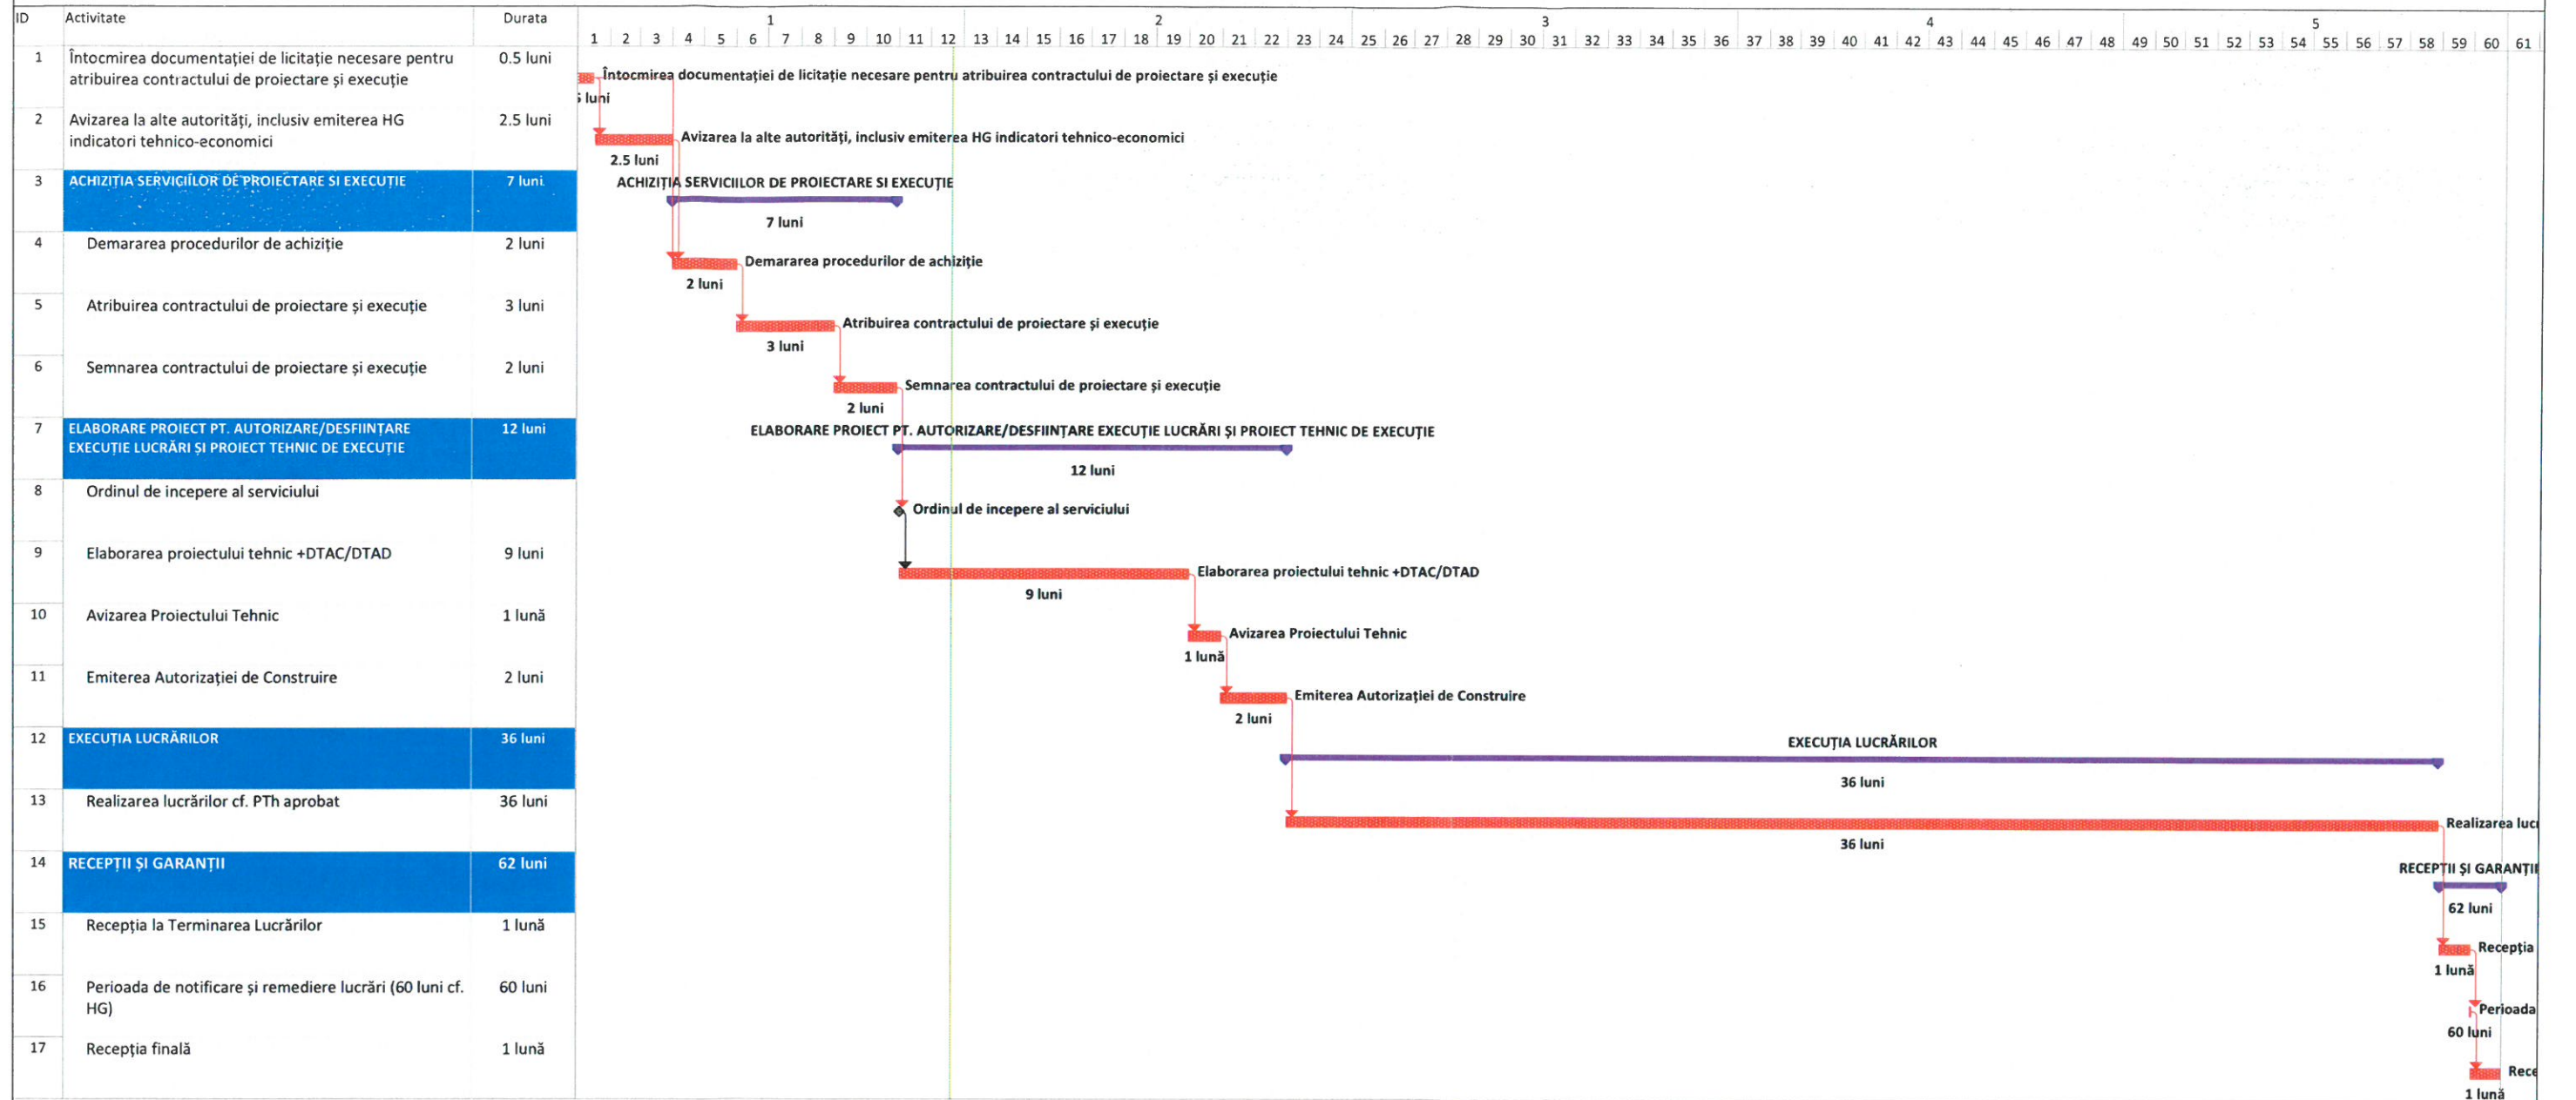 ID Activitate Durata 1 2 3 4 5
1 2 3 4 5 6 7 8 9 10 11 12 13 14 15 16 17 18 19 20 21 22 23 24 25 26 27 28 29 30 31 32 33 34 35 36 37 38 39 40 41 42 43 44 45 46 47 48 49 50 51 52 53 54 55 56 57 58 59 60 61
1 Întocmirea documentației de licitație necesare pentru 0.5 luni
atribuirea contractului de proiectare și execuție
Întocmirea documentației de licitație necesare pentru atribuirea contractului de proiectare și execuție
5 luni
2 Avizarea la alte autorități, inclusiv emiterea HG 2.5 luni
indicatori tehnico-economici
Avizarea la alte autorități, inclusiv emiterea HG indicatori tehnico-economici
2.5 luni
3 ACHIZIȚIA SERVICIILOR DE PROIECTARE SI EXECUȚIE 7 luni
ACHIZIȚIA SERVICIILOR DE PROIECTARE SI EXECUȚIE
7 luni
4 Demararea procedurilor de achiziție 2 luni
Demararea procedurilor de achiziție
2 luni
5 Atribuirea contractului de proiectare și execuție 3 luni
Atribuirea contractului de proiectare și execuție
3 luni
6 Semnarea contractului de proiectare și execuție 2 luni
Semnarea contractului de proiectare și execuție
2 luni
7 ELABORARE PROIECT PT. AUTORIZARE/DESFIINȚARE 12 luni
EXECUȚIE LUCRĂRI ȘI PROIECT TEHNIC DE EXECUȚIE
ELABORARE PROIECT PT. AUTORIZARE/DESFIINȚARE EXECUȚIE LUCRĂRI ȘI PROIECT TEHNIC DE EXECUȚIE
12 luni
8 Ordinul de incepere al serviciului
Ordinul de incepere al serviciului
9 Elaborarea proiectului tehnic +DTAC/DTAD 9 luni
Elaborarea proiectului tehnic +DTAC/DTAD
9 luni
10 Avizarea Proiectului Tehnic 1 lună
Avizarea Proiectului Tehnic
1 lună
11 Emiterea Autorizației de Construire 2 luni
Emiterea Autorizației de Construire
2 luni
12 EXECUȚIA LUCRĂRILOR 36 luni
EXECUȚIA LUCRĂRILOR
36 luni
13 Realizarea lucrărilor cf. PTh aprobat 36 luni
Realizarea lucr
36 luni
14 RECEPȚII ȘI GARANȚII 62 luni
RECEPȚII ȘI GARANȚII
62 luni
15 Recepția la Terminarea Lucrărilor 1 lună
Recepția
1 lună
16 Perioada de notificare și remediere lucrări (60 luni cf. 60 luni
HG)
Perioada
60 luni
17 Recepția finală 1 lună
Rece
1 lună